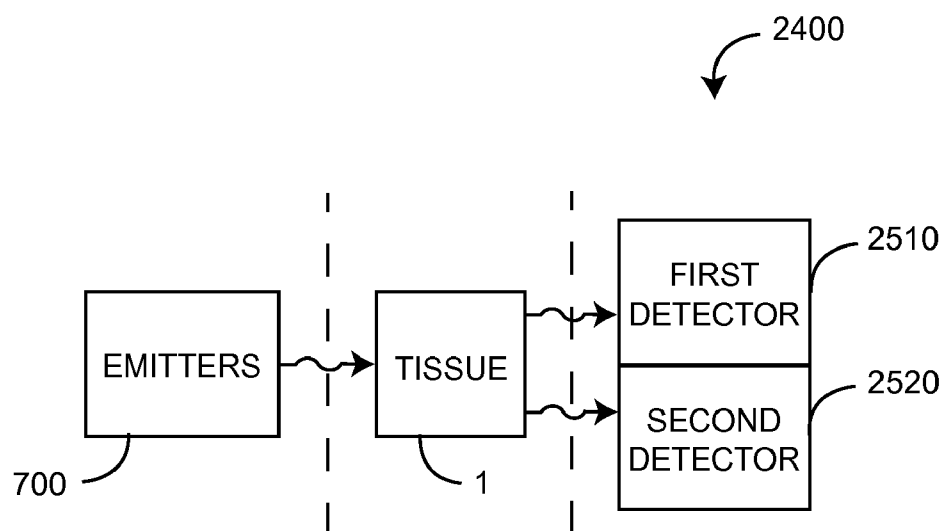 2400
2510
FIRST
DETECTOR
EMITTERS
TISSUE
2520
SECOND
DETECTOR
700
1